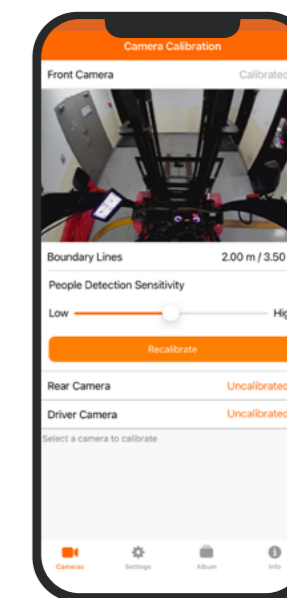 Camera Calibration
Front Camera Calibrated
Boundary Lines 2.00 m / 3.50
People Detection Sensitivity
Low Hig
Recalibrate
Rear Camera Uncalibrated
Driver Camera Uncalibrated
Select a camera to calibrate
Cameras Settings Album Info